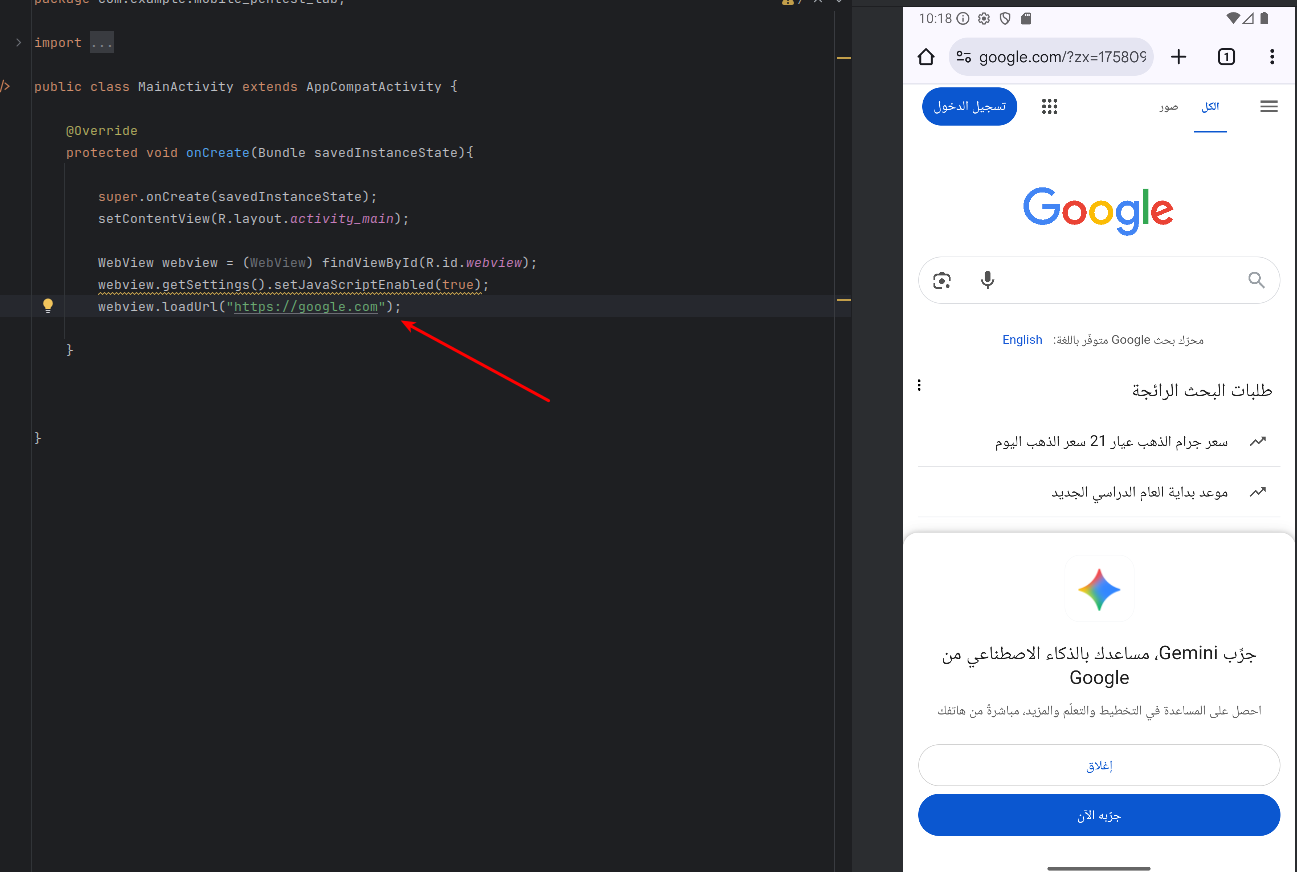 package com.example.mobile_pentest_lab;
import ...
public class MainActivity extends AppCompatActivity {
@Override
protected void onCreate(Bundle savedInstanceState){
super.onCreate(savedInstanceState);
setContentView(R.layout.activity_main);
WebView webview = (WebView) findViewById(R.id.webview);
webview.getSettings().setJavaScriptEnabled(true);
webview.loadUrl("https://google.com");
}
}
10:18
google.com/?zx=175809
1
الكل
صور
تسجيل الدخول
Google
محرّك بحث Google متوفّر باللغة: English
طلبات البحث الرائجة
سعر جرام الذهب عيار 21 سعر الذهب اليوم
موعد بداية العام الدراسي الجديد
جرّب Gemini، مساعدك بالذكاء الاصطناعي من
Google
احصل على المساعدة في التخطيط والتعلّم والمزيد، مباشرةً من هاتفك
إغلاق
جرّبه الآن